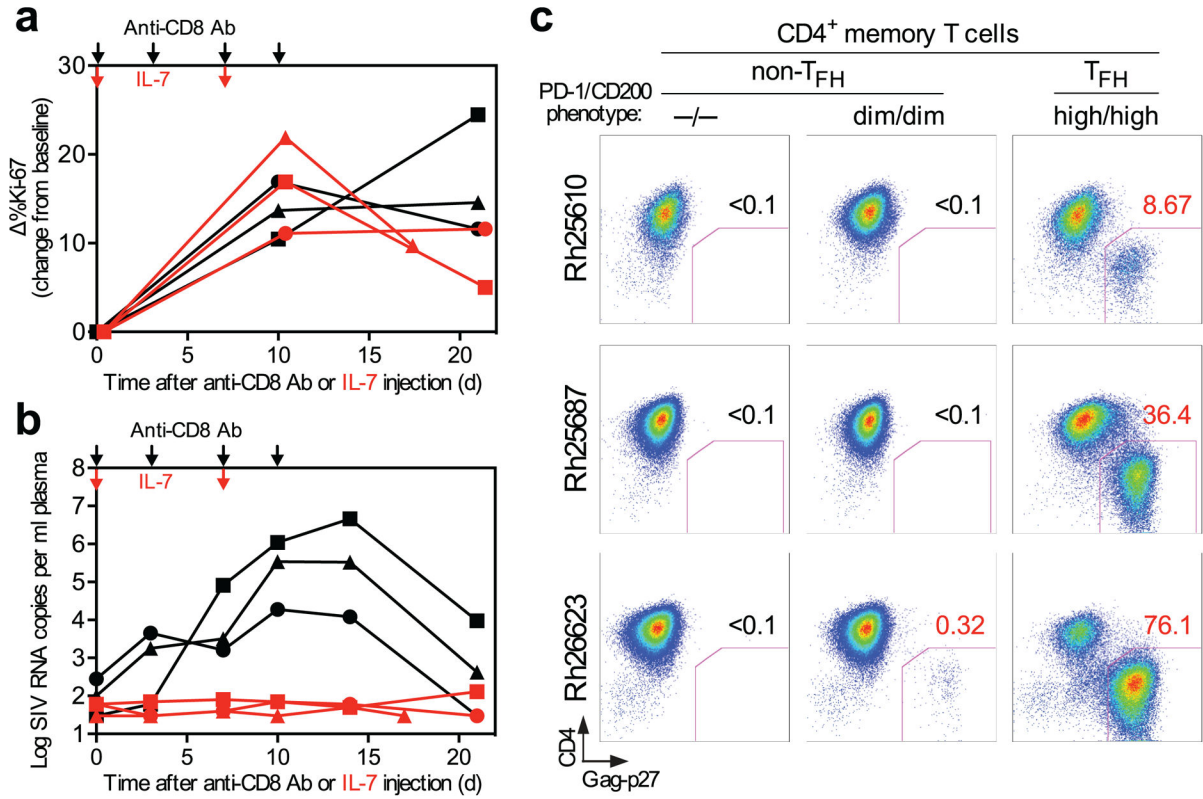 a
Anti-CD8 Ab
IL-7
30
20
10
0
Δ%Ki-67
(change from baseline)
0 5 10 15 20
Time after anti-CD8 Ab or IL-7 injection (d)
b
Anti-CD8 Ab
IL-7
8
7
6
5
4
3
2
1
Log SIV RNA copies per ml plasma
0 5 10 15 20
Time after anti-CD8 Ab or IL-7 injection (d)
c
CD4⁺ memory T cells
non-T_FH T_FH
PD-1/CD200
phenotype: –/– dim/dim high/high
Rh25610 <0.1 <0.1 8.67
Rh25687 <0.1 <0.1 36.4
Rh26623 <0.1 0.32 76.1
CD4
Gag-p27